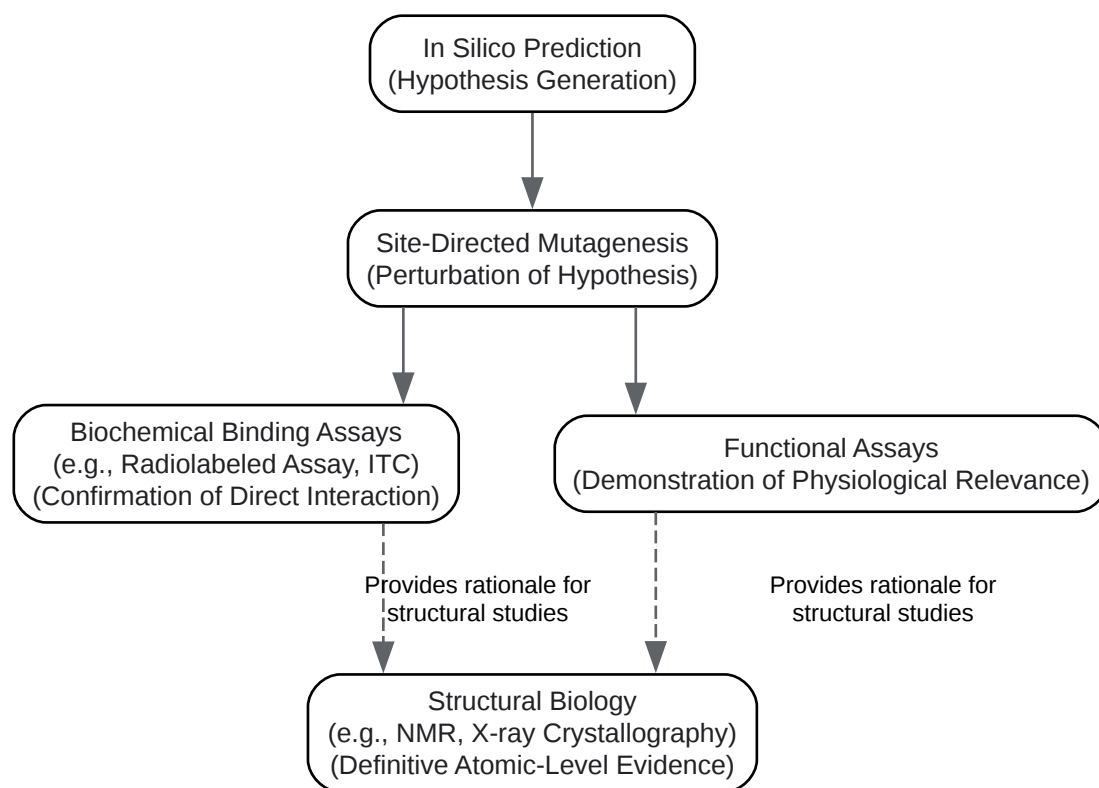 In Silico Prediction
(Hypothesis Generation)
Site-Directed Mutagenesis
(Perturbation of Hypothesis)
Biochemical Binding Assays
(e.g., Radiolabeled Assay, ITC)
(Confirmation of Direct Interaction)
Functional Assays
(Demonstration of Physiological Relevance)
Provides rationale for
structural studies
Provides rationale for
structural studies
Structural Biology
(e.g., NMR, X-ray Crystallography)
(Definitive Atomic-Level Evidence)